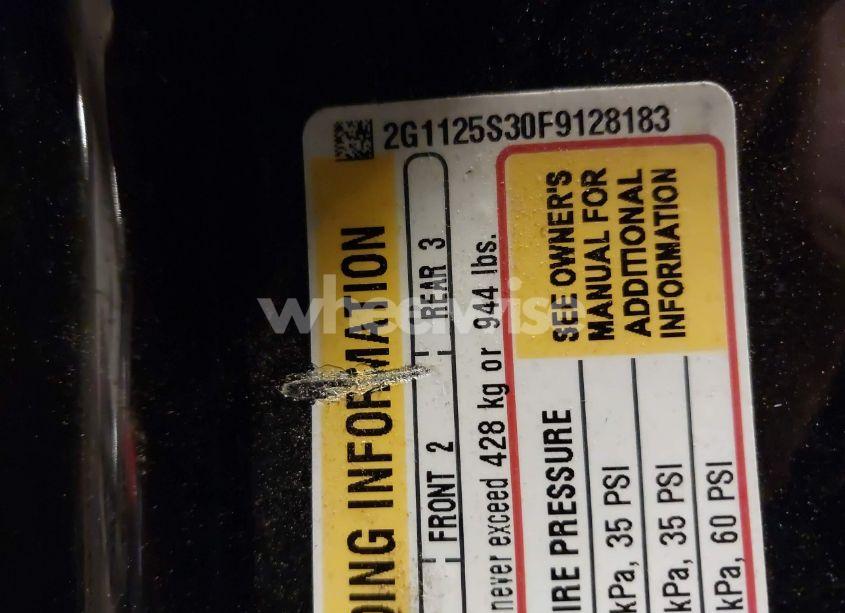 2G1125S30F9128183
DING INFORMATION
FRONT 2 REAR 3
never exceed 428 kg or 944 lbs.
SEE OWNER'S
MANUAL FOR
ADDITIONAL
INFORMATION
IRE PRESSURE
kPa, 35 PSI
kPa, 35 PSI
kPa, 60 PSI
wheelwise